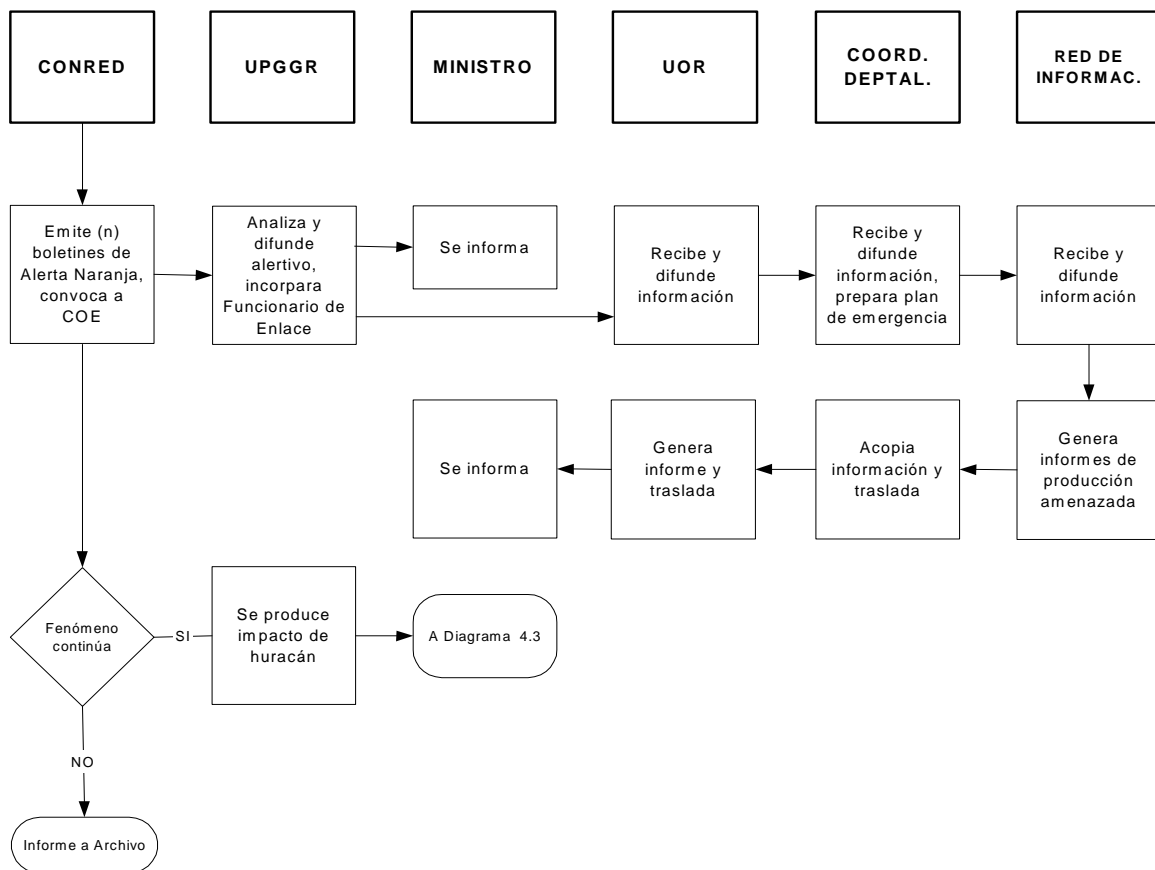 CONRED
UPGGR
MINISTRO
UOR
COORD.
DEPTAL.
RED DE
INFORMAC.
Emite (n)
boletines de
Alerta Naranja,
convoca a
COE
Analiza y
difunde
alertivo,
incorpara
Funcionario de
Enlace
Se informa
Recibe y
difunde
información
Recibe y
difunde
información,
prepara plan
de emergencia
Recibe y
difunde
información
Se informa
Genera
informe y
traslada
Acopia
información y
traslada
Genera
informes de
producción
amenazada
Fenómeno
continúa
SI
Se produce
impacto de
huracán
A Diagrama 4.3
NO
Informe a Archivo